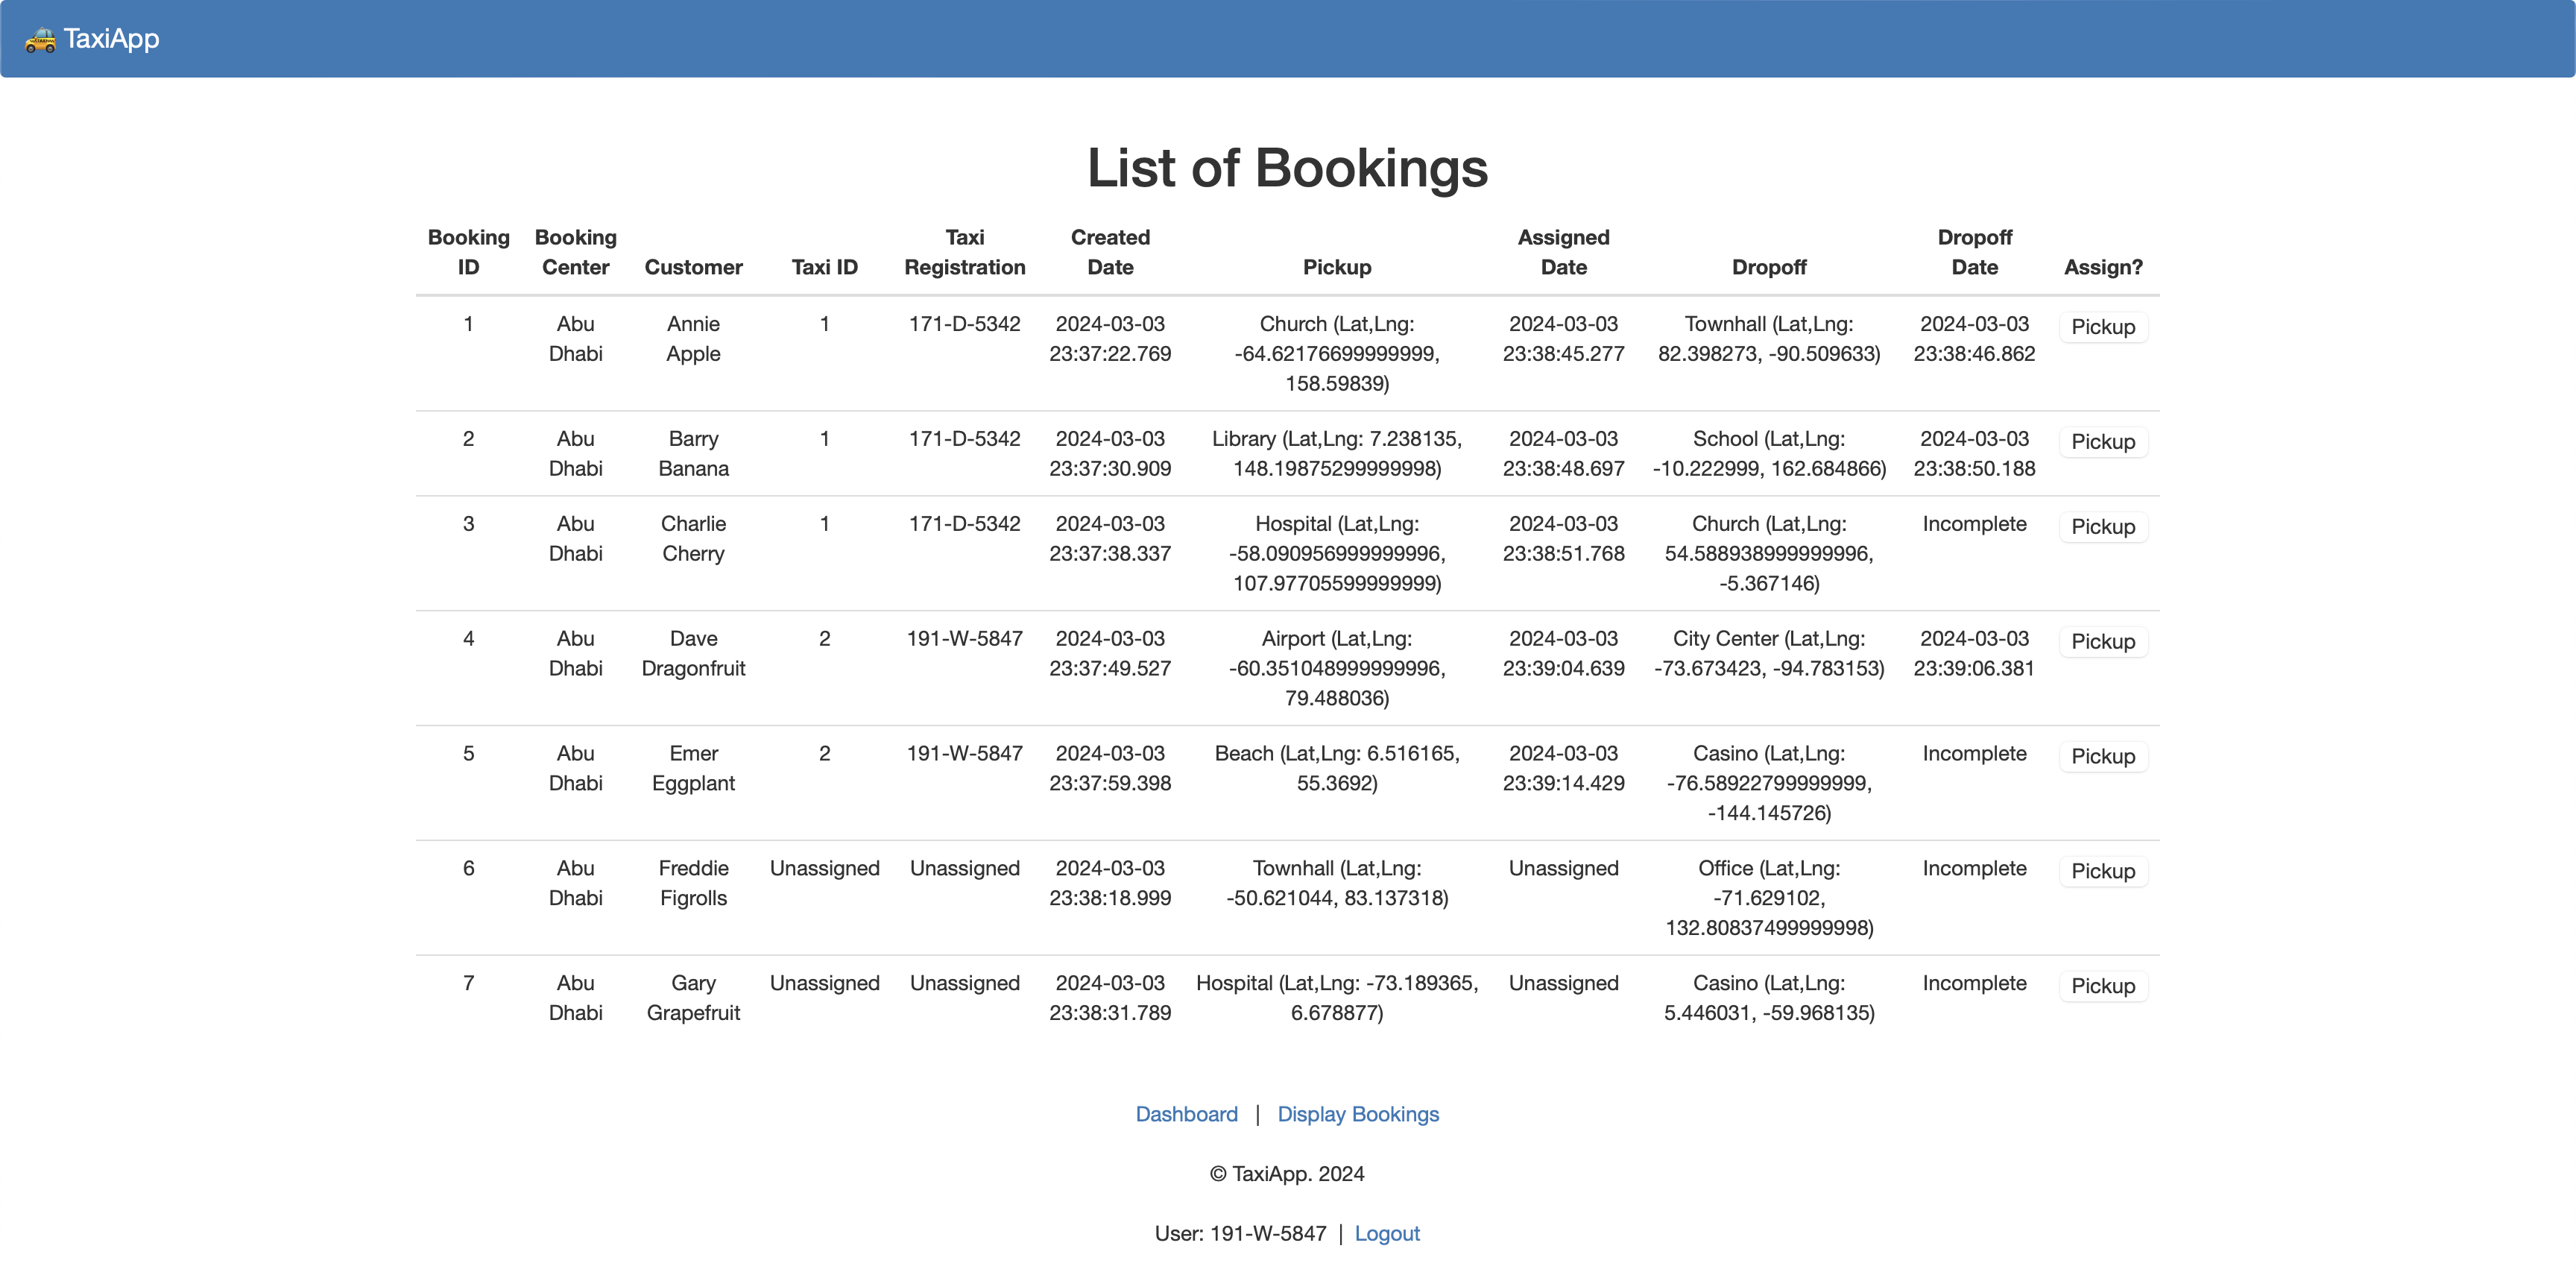 TaxiApp
List of Bookings
Booking ID Booking Center Customer Taxi ID Taxi Registration Created Date Pickup Assigned Date Dropoff Dropoff Date Assign?
1 Abu Dhabi Annie Apple 1 171-D-5342 2024-03-03 23:37:22.769 Church (Lat,Lng: -64.62176699999999, 158.59839) 2024-03-03 23:38:45.277 Townhall (Lat,Lng: 82.398273, -90.509633) 2024-03-03 23:38:46.862 Pickup
2 Abu Dhabi Barry Banana 1 171-D-5342 2024-03-03 23:37:30.909 Library (Lat,Lng: 7.238135, 148.19875299999998) 2024-03-03 23:38:48.697 School (Lat,Lng: -10.222999, 162.684866) 2024-03-03 23:38:50.188 Pickup
3 Abu Dhabi Charlie Cherry 1 171-D-5342 2024-03-03 23:37:38.337 Hospital (Lat,Lng: -58.090956999999996, 107.97705599999999) 2024-03-03 23:38:51.768 Church (Lat,Lng: 54.588938999999996, -5.367146) Incomplete Pickup
4 Abu Dhabi Dave Dragonfruit 2 191-W-5847 2024-03-03 23:37:49.527 Airport (Lat,Lng: -60.351048999999996, 79.488036) 2024-03-03 23:39:04.639 City Center (Lat,Lng: -73.673423, -94.783153) 2024-03-03 23:39:06.381 Pickup
5 Abu Dhabi Emer Eggplant 2 191-W-5847 2024-03-03 23:37:59.398 Beach (Lat,Lng: 6.516165, 55.3692) 2024-03-03 23:39:14.429 Casino (Lat,Lng: -76.58922799999999, -144.145726) Incomplete Pickup
6 Abu Dhabi Freddie Figrolls Unassigned Unassigned 2024-03-03 23:38:18.999 Townhall (Lat,Lng: -50.621044, 83.137318) Unassigned Office (Lat,Lng: -71.629102, 132.80837499999998) Incomplete Pickup
7 Abu Dhabi Gary Grapefruit Unassigned Unassigned 2024-03-03 23:38:31.789 Hospital (Lat,Lng: -73.189365, 6.678877) Unassigned Casino (Lat,Lng: 5.446031, -59.968135) Incomplete Pickup
Dashboard | Display Bookings
© TaxiApp. 2024
User: 191-W-5847 | Logout